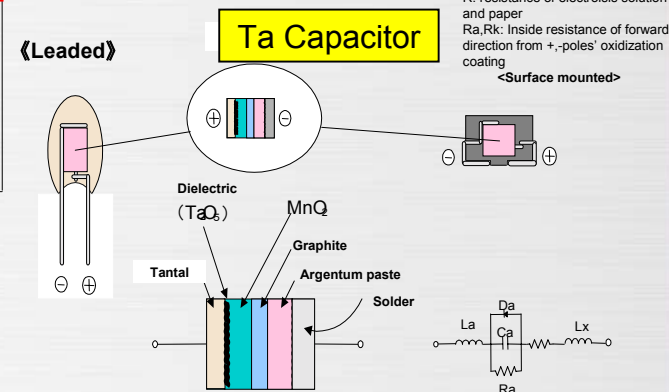 R: resistance of electrolsis solution
and paper
Ra,Rk: Inside resistance of forward
direction from +,-poles' oxidization
coating
<Surface mounted>
Ta Capacitor
《Leaded》
⊕ ⊖
⊖ ⊕
⊖ ⊕
Dielectric
(Ta2O5)
MnO2
Graphite
Tantal
Argentum paste
Solder
Da
La
Ca
Lx
Ra